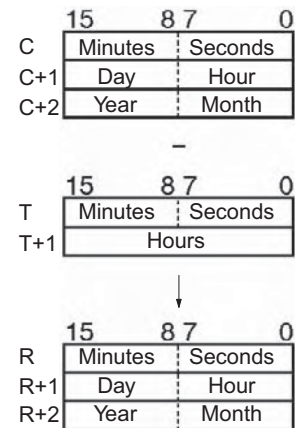 15 8 7 0
C Minutes Seconds
C+1 Day Hour
C+2 Year Month
–
15 8 7 0
T Minutes Seconds
T+1 Hours
15 8 7 0
R Minutes Seconds
R+1 Day Hour
R+2 Year Month